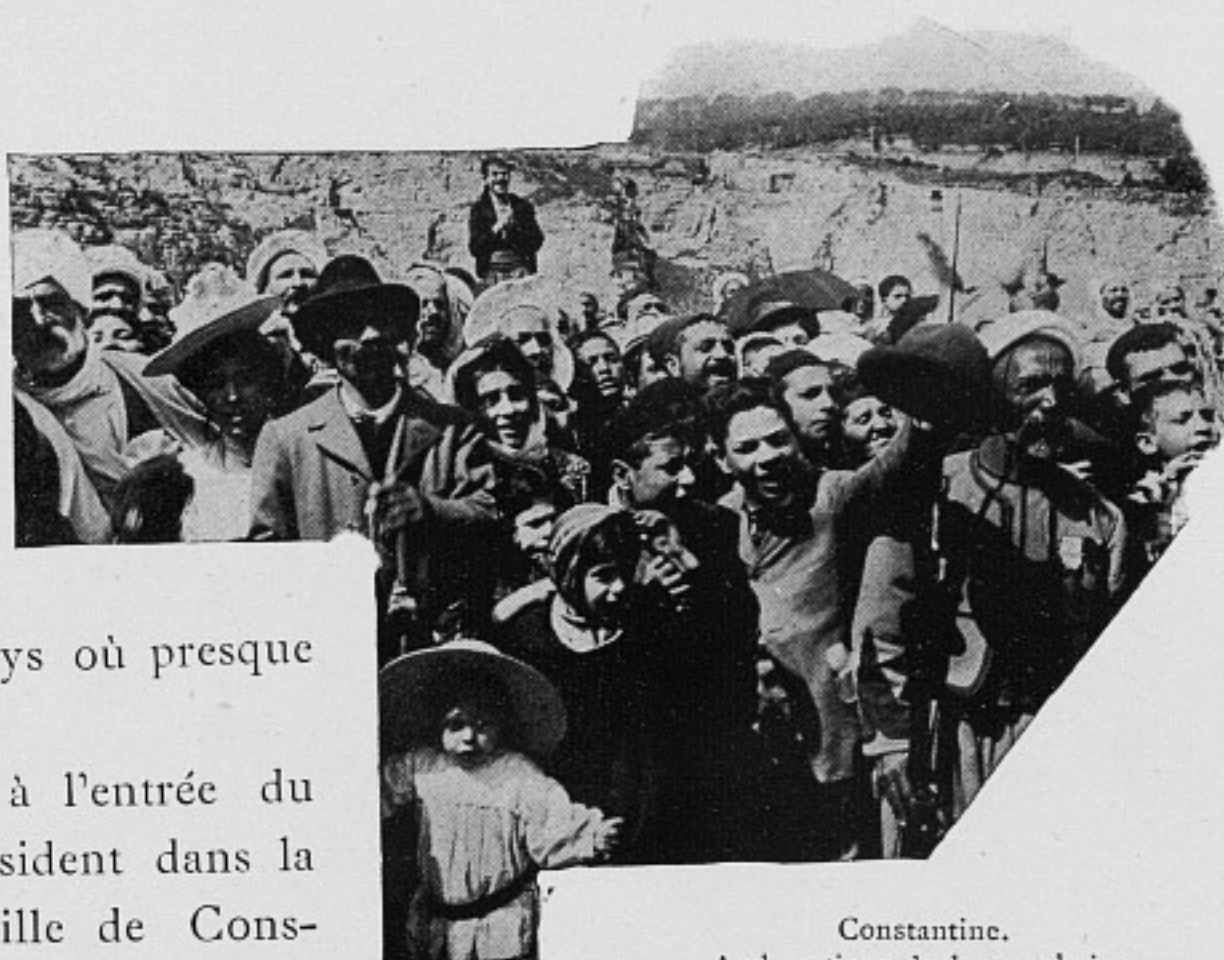 ys où presque
à l'entrée du
sident dans la
ille de Cons-
Constantine.